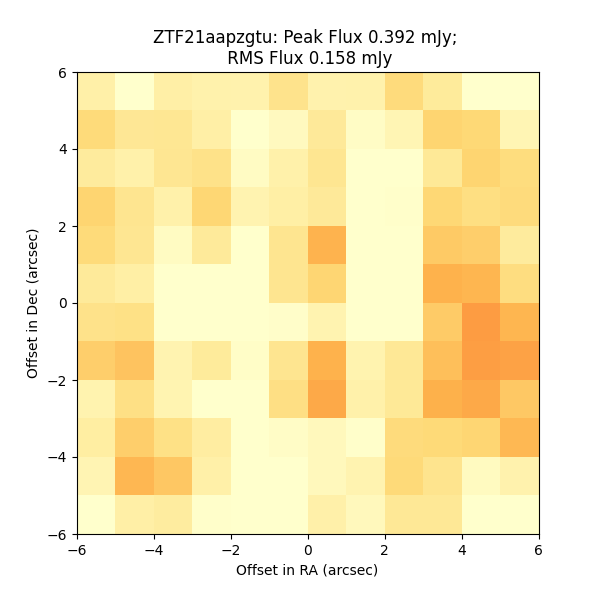 ZTF21aapzgtu: Peak Flux 0.392 mJy;
RMS Flux 0.158 mJy
6
4
2
0
−2
−4
−6
Offset in Dec (arcsec)
−6 −4 −2 0 2 4 6
Offset in RA (arcsec)